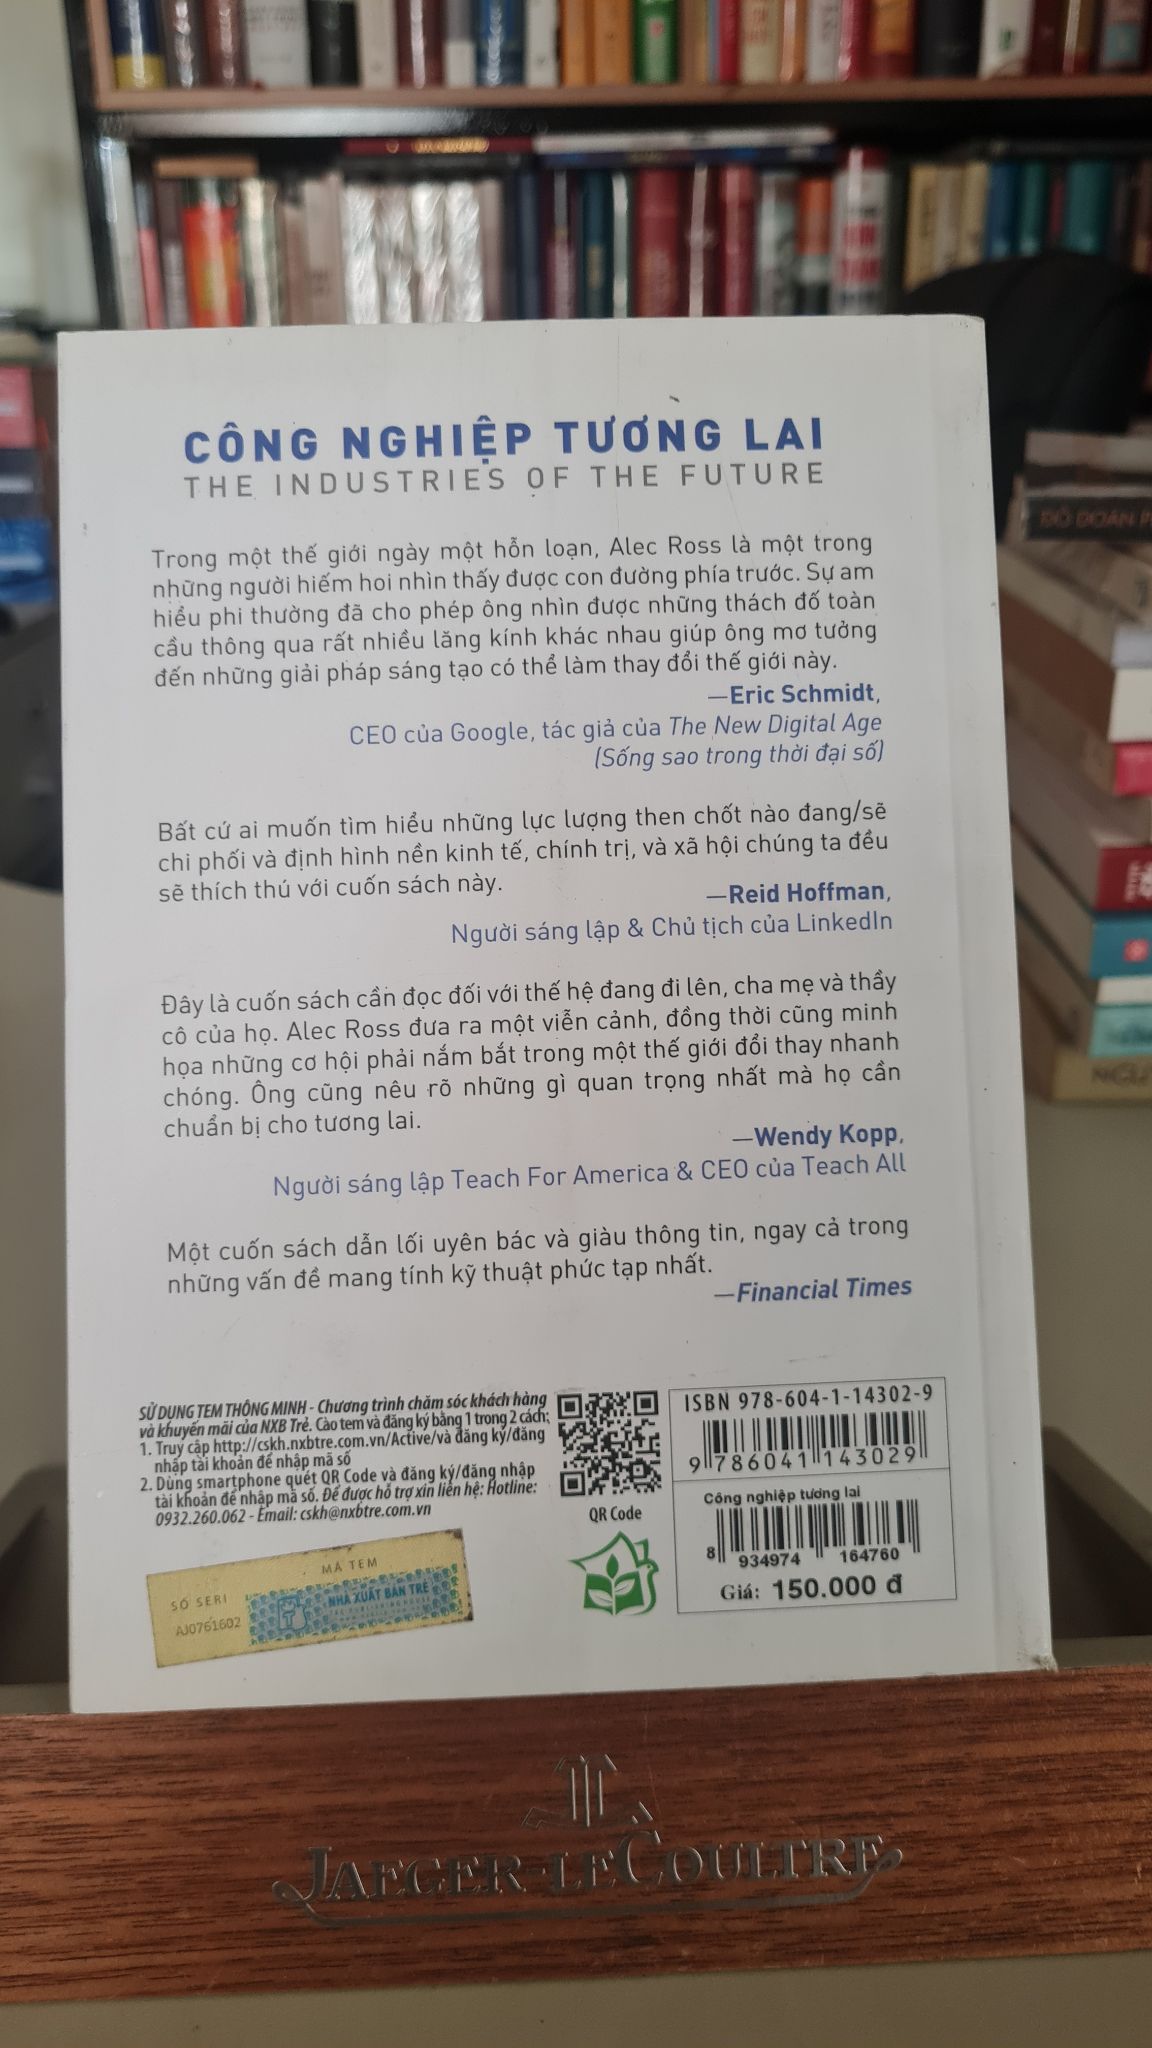 CÔNG NGHIỆP TƯƠNG LAI
THE INDUSTRIES OF THE FUTURE
Trong một thế giới ngày một hỗn loạn, Alec Ross là một trong
những người hiếm hoi nhìn thấy được con đường phía trước. Sự am
hiểu phi thường đã cho phép ông nhìn được những thách đố toàn
cầu thông qua rất nhiều lăng kính khác nhau giúp ông mơ tưởng
đến những giải pháp sáng tạo có thể làm thay đổi thế giới này.
—Eric Schmidt,
CEO của Google, tác giả của The New Digital Age
(Sống sao trong thời đại số)
Bất cứ ai muốn tìm hiểu những lực lượng then chốt nào đang/sẽ
chi phối và định hình nền kinh tế, chính trị, và xã hội chúng ta đều
sẽ thích thú với cuốn sách này.
—Reid Hoffman,
Người sáng lập & Chủ tịch của LinkedIn
Đây là cuốn sách cần đọc đối với thế hệ đang đi lên, cha mẹ và thầy
cô của họ. Alec Ross đưa ra một viễn cảnh, đồng thời cũng minh
họa những cơ hội phải nắm bắt trong một thế giới đổi thay nhanh
chóng. Ông cũng nêu rõ những gì quan trọng nhất mà họ cần
chuẩn bị cho tương lai.
—Wendy Kopp,
Người sáng lập Teach For America & CEO của Teach All
Một cuốn sách dẫn lối uyên bác và giàu thông tin, ngay cả trong
những vấn đề mang tính kỹ thuật phức tạp nhất.
—Financial Times
SỬ DỤNG TEM THÔNG MINH - Chương trình chăm sóc khách hàng
và khuyến mãi của NXB Trẻ. Cào tem và đăng ký bằng 1 trong 2 cách:
1. Truy cập http://cskh.nxbtre.com.vn/Active/và đăng ký/đăng
nhập tài khoản để nhập mã số
2. Dùng smartphone quét QR Code và đăng ký/đăng nhập
tài khoản để nhập mã số. Để được hỗ trợ xin liên hệ: Hotline:
0932.260.062 - Email: cskh@nxbtre.com.vn
QR Code
ISBN 978-604-1-14302-9
9 786041 143029
Công nghiệp tương lai
8 934974 164760
Giá: 150.000 đ
MÃ TEM
SỐ SERI
NHÀ XUẤT BẢN TRẺ
AJ0761602
JAEGER-LECOULTRE
ĐỖ ĐOÀN